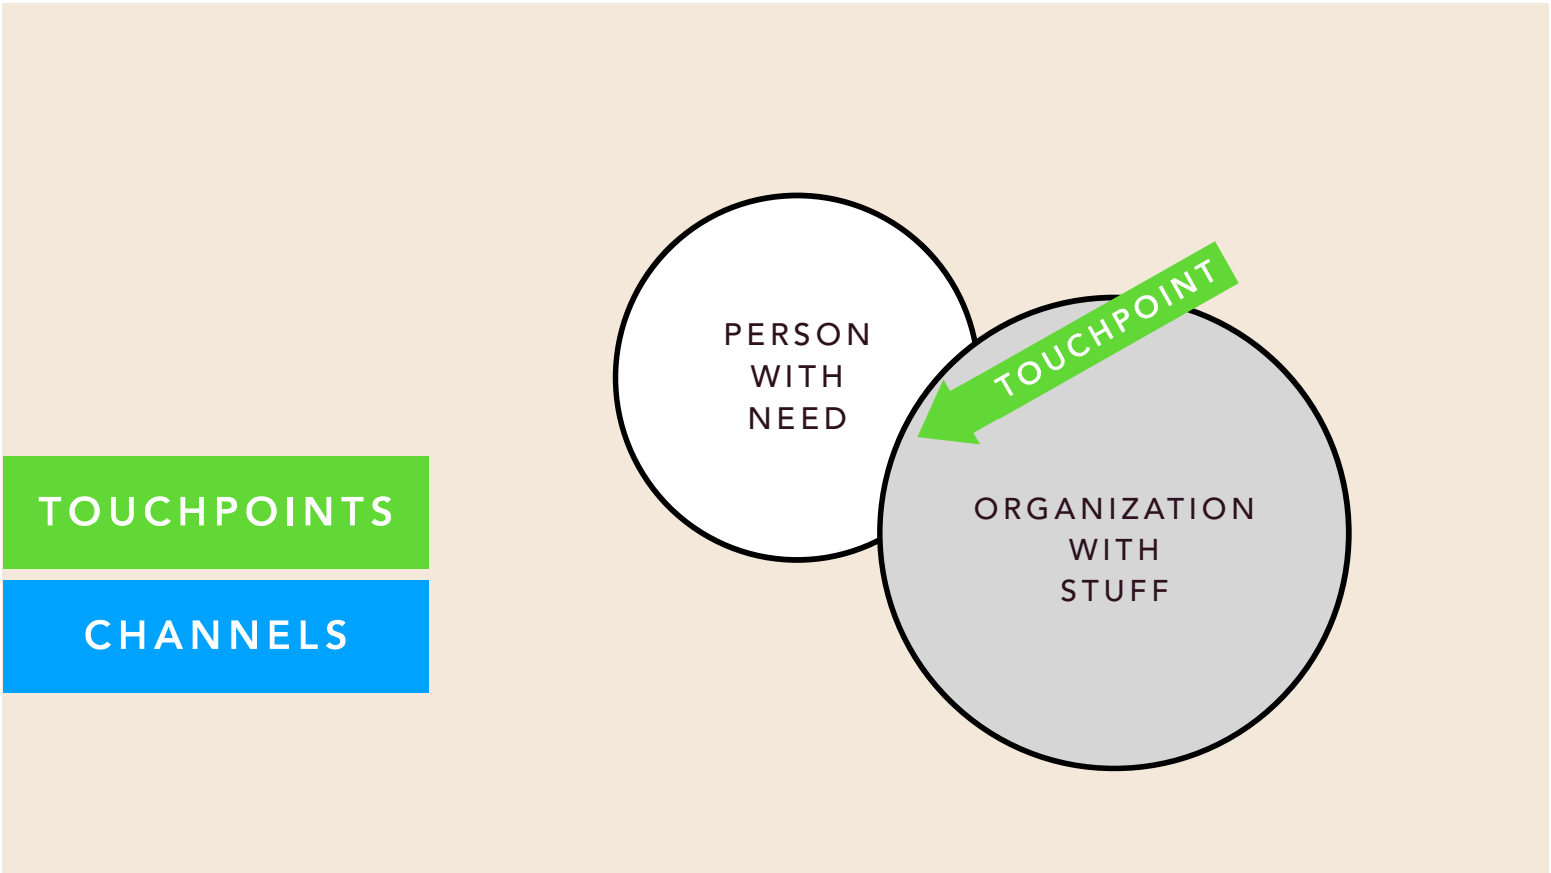 PERSON
WITH
NEED
TOUCHPOINT
ORGANIZATION
WITH
STUFF
TOUCHPOINTS
CHANNELS